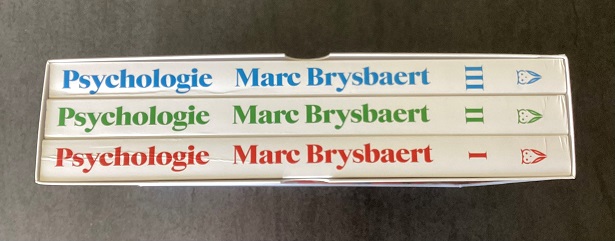 Psychologie Marc Brysbaert III
Psychologie Marc Brysbaert II
Psychologie Marc Brysbaert I